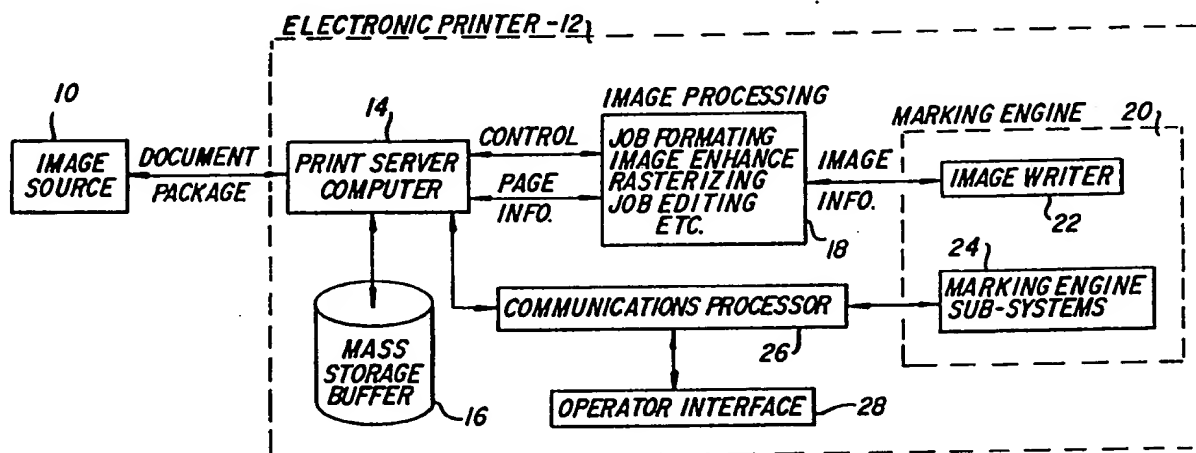 ELECTRONIC PRINTER -12
10
IMAGE
SOURCE
DOCUMENT
PACKAGE
14
PRINT SERVER
COMPUTER
CONTROL
PAGE
INFO.
IMAGE PROCESSING
JOB FORMATING
IMAGE ENHANCE
RASTERIZING
JOB EDITING
ETC.
18
IMAGE
INFO.
MARKING ENGINE
20
IMAGE WRITER
22
24
MARKING ENGINE
SUB-SYSTEMS
COMMUNICATIONS PROCESSOR
26
MASS
STORAGE
BUFFER
16
OPERATOR INTERFACE
28